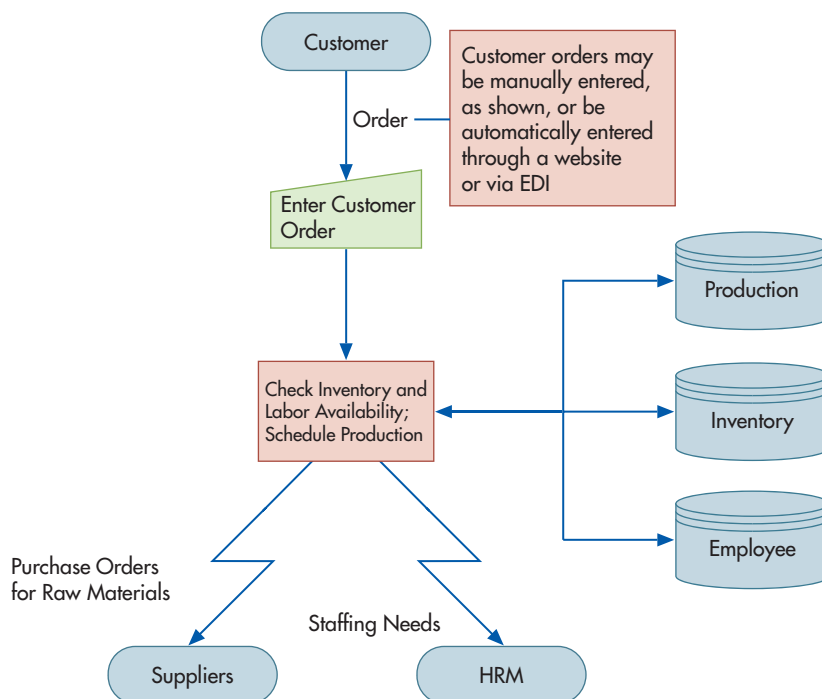 Customer
Customer orders may
be manually entered,
as shown, or be
automatically entered
through a website
or via EDI
Order
Enter Customer
Order
Production
Check Inventory and
Labor Availability;
Schedule Production
Inventory
Employee
Purchase Orders
for Raw Materials
Staffing Needs
Suppliers
HRM